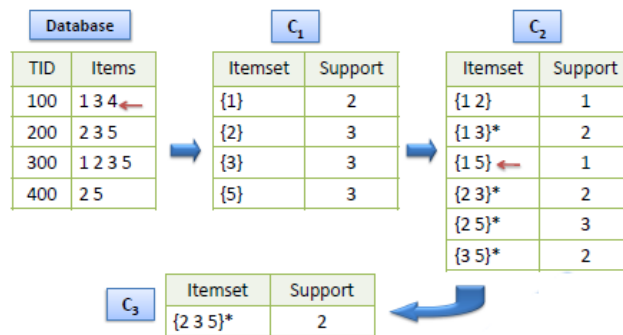 Database
C1
C2
TID Items
100 1 3 4
200 2 3 5
300 1 2 3 5
400 2 5
Itemset Support
{1} 2
{2} 3
{3} 3
{5} 3
Itemset Support
{1 2} 1
{1 3}* 2
{1 5} 1
{2 3}* 2
{2 5}* 3
{3 5}* 2
C3
Itemset Support
{2 3 5}* 2